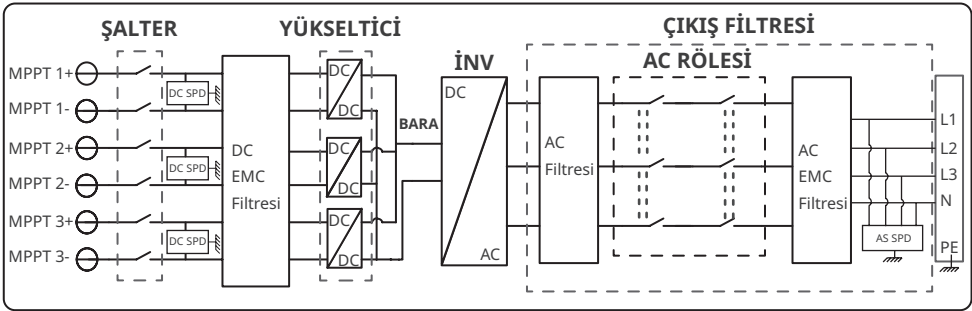 ŞALTER
YÜKSELTİCİ
ÇIKIŞ FİLTRESİ
İNV
AC RÖLESİ
MPPT 1+
MPPT 1-
MPPT 2+
MPPT 2-
MPPT 3+
MPPT 3-
DC SPD
DC SPD
DC SPD
DC
EMC
Filtresi
DC
DC
DC
DC
DC
DC
BARA
DC
AC
AC
Filtresi
AC
EMC
Filtresi
AS SPD
L1
L2
L3
N
PE